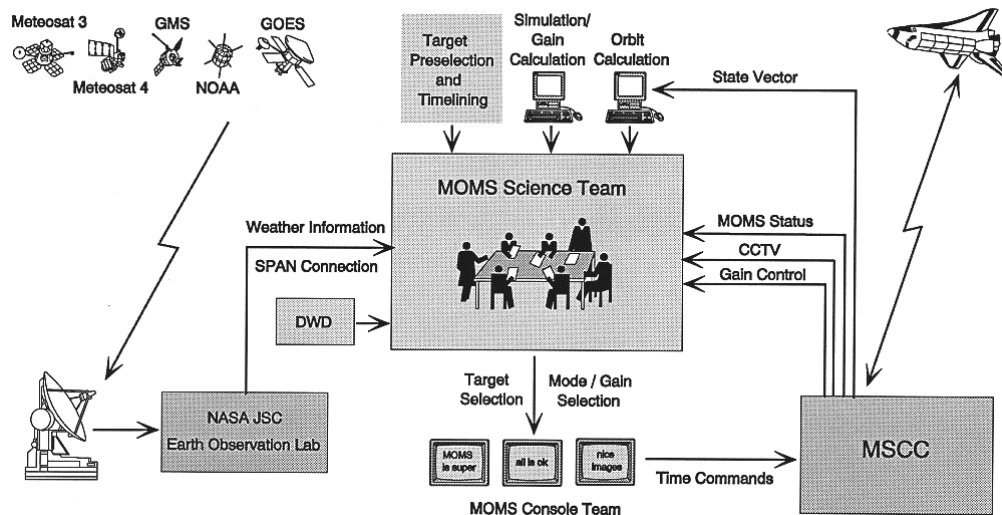 Meteosat 3
GMS
GOES
Meteosat 4
NOAA
Target
Preselection
and
Timelining
Simulation/
Gain
Calculation
Orbit
Calculation
State Vector
MOMS Science Team
Weather Information
SPAN Connection
DWD
MOMS Status
CCTV
Gain Control
NASA JSC
Earth Observation Lab
Target
Selection
Mode / Gain
Selection
MOMS
is super
all is ok
nice
Images
MOMS Console Team
Time Commands
MSCC